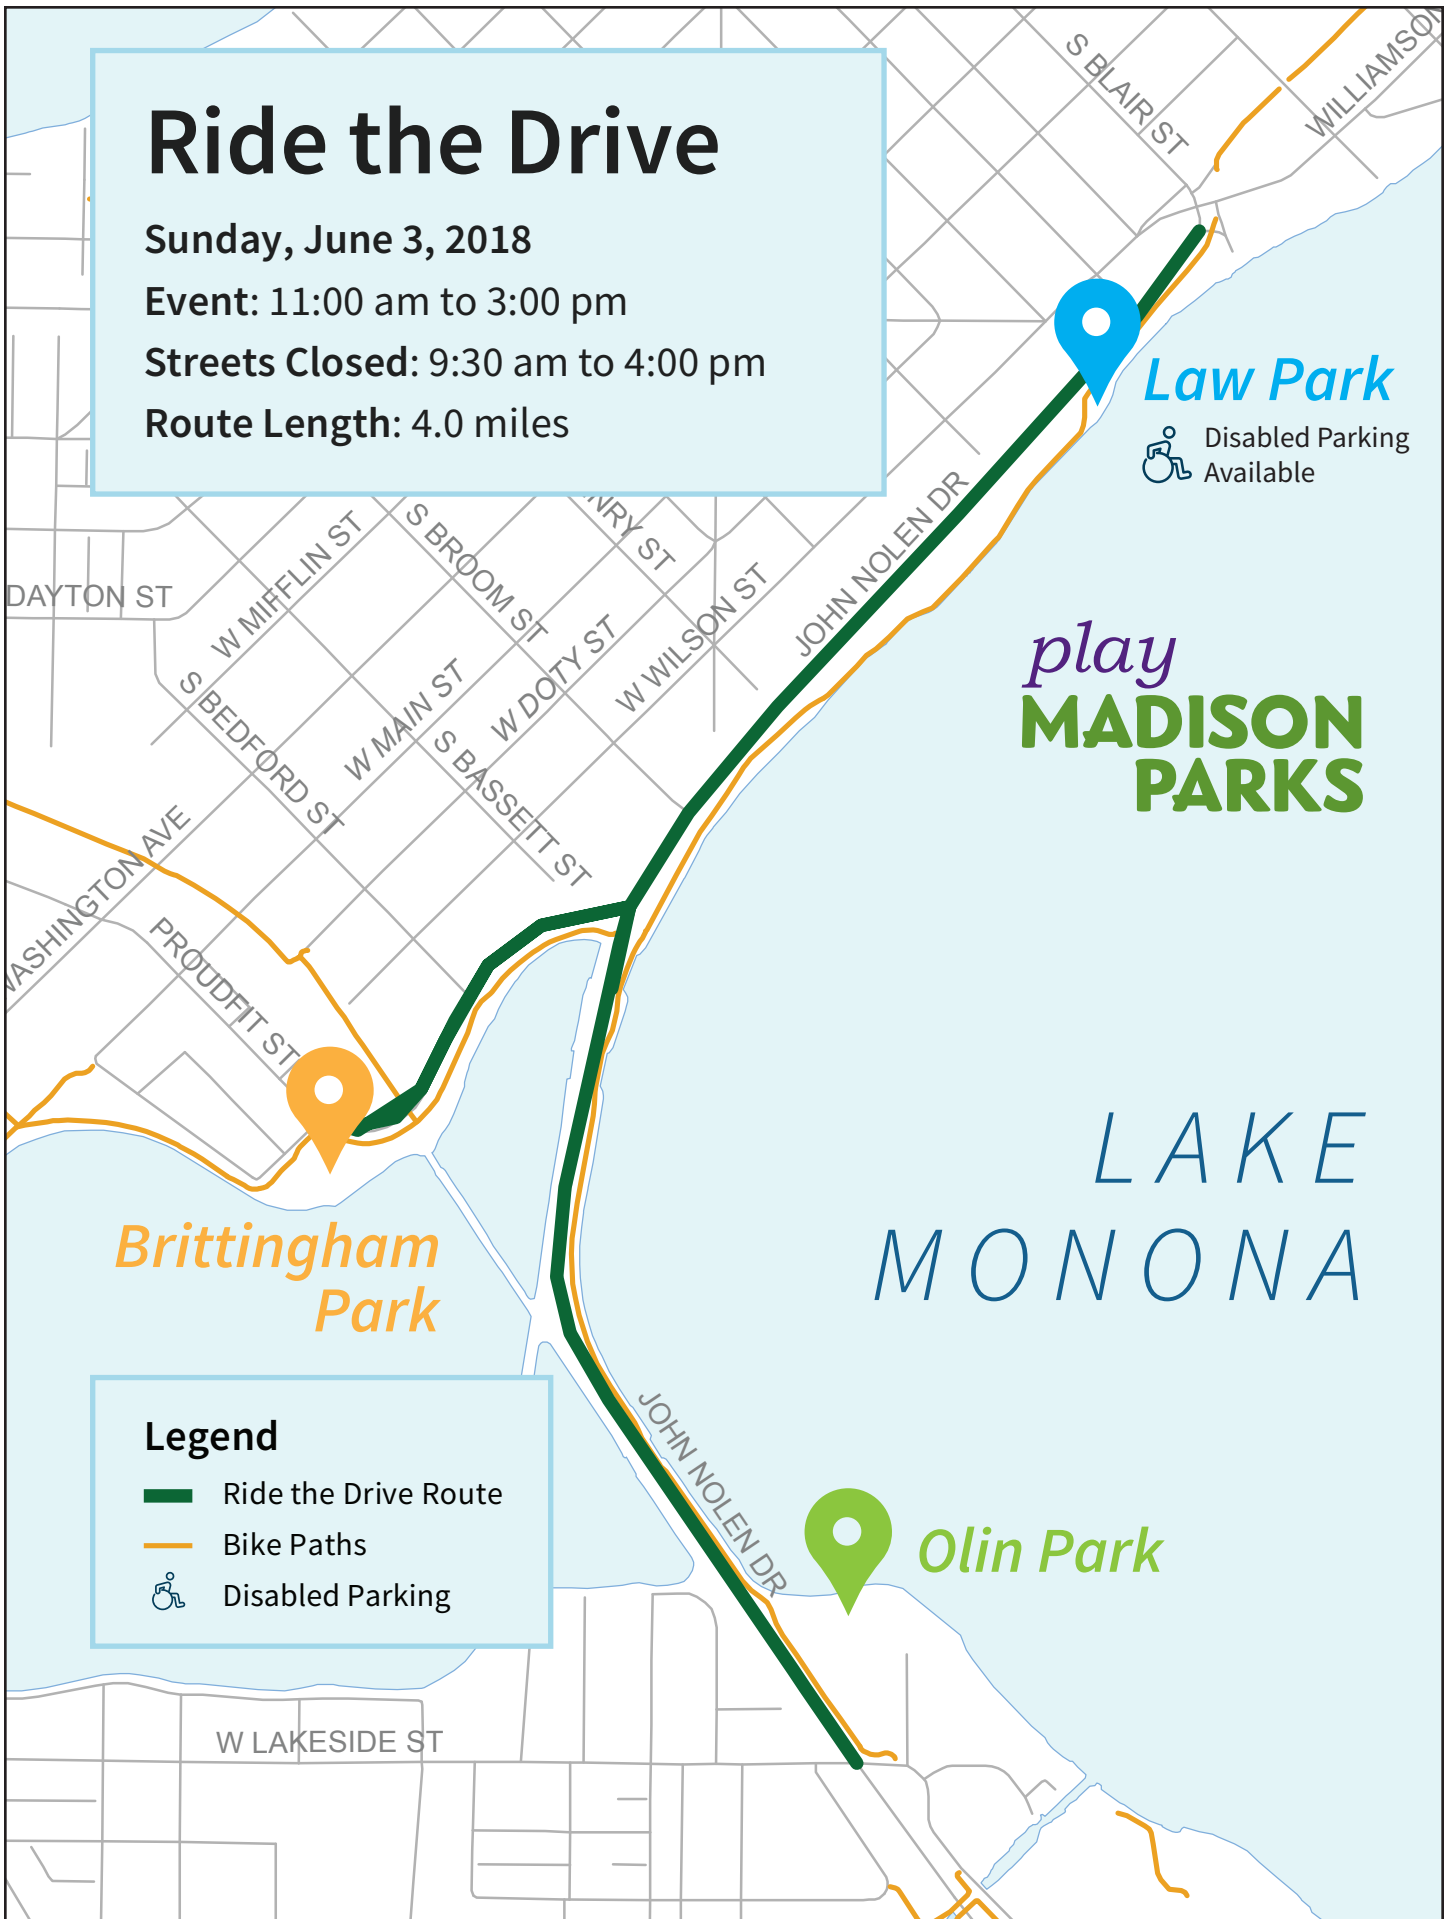 Ride the Drive
Sunday, June 3, 2018
Event: 11:00 am to 3:00 pm
Streets Closed: 9:30 am to 4:00 pm
Route Length: 4.0 miles
S BLAIR ST
Law Park
Disabled Parking
Available
JOHN NOLEN DR
S BROOM ST
W MIFFLIN ST
DAYTON ST
W WILSON ST
W DOTY ST
W MAIN ST
S BEDFORD ST
S BASSETT ST
play
MADISON
PARKS
PROUDFIT ST
LAKE
MONONA
Brittingham
Park
JOHN NOLEN DR
Olin Park
Legend
Ride the Drive Route
Bike Paths
Disabled Parking
W LAKESIDE ST